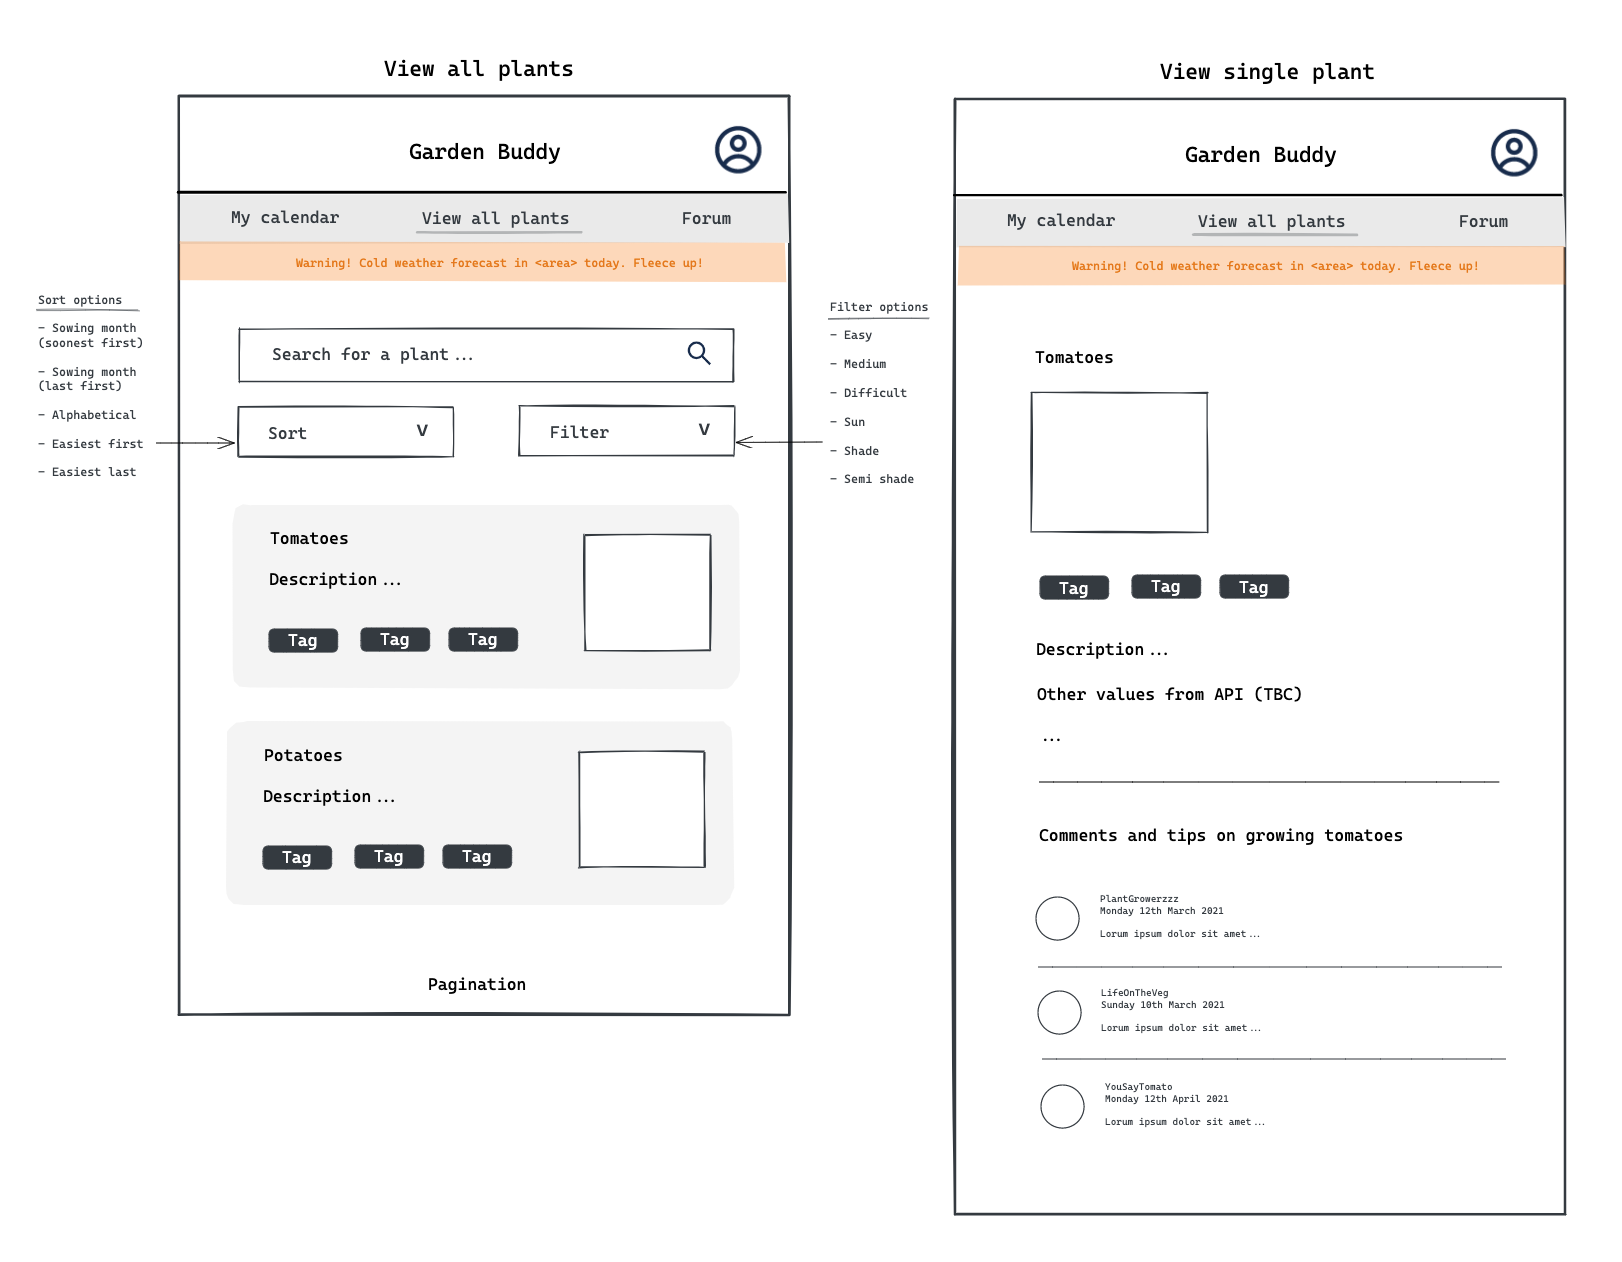 View all plants
Garden Buddy
My calendar
View all plants
Forum
Warning! Cold weather forecast in <area> today. Fleece up!
Sort options
- Sowing month
(soonest first)
- Sowing month
(last first)
- Alphabetical
- Easiest first
- Easiest last
Search for a plant...
Sort
V
Filter
V
Filter options
- Easy
- Medium
- Difficult
- Sun
- Shade
- Semi shade
Tomatoes
Description...
Tag
Tag
Tag
Potatoes
Description...
Tag
Tag
Tag
Pagination
View single plant
Garden Buddy
My calendar
View all plants
Forum
Warning! Cold weather forecast in <area> today. Fleece up!
Tomatoes
Tag
Tag
Tag
Description...
Other values from API (TBC)
...
Comments and tips on growing tomatoes
PlantGrowerzzz
Monday 12th March 2021
Lorum ipsum dolor sit amet...
LifeOnTheVeg
Sunday 10th March 2021
Lorum ipsum dolor sit amet...
YouSayTomato
Monday 12th April 2021
Lorum ipsum dolor sit amet...